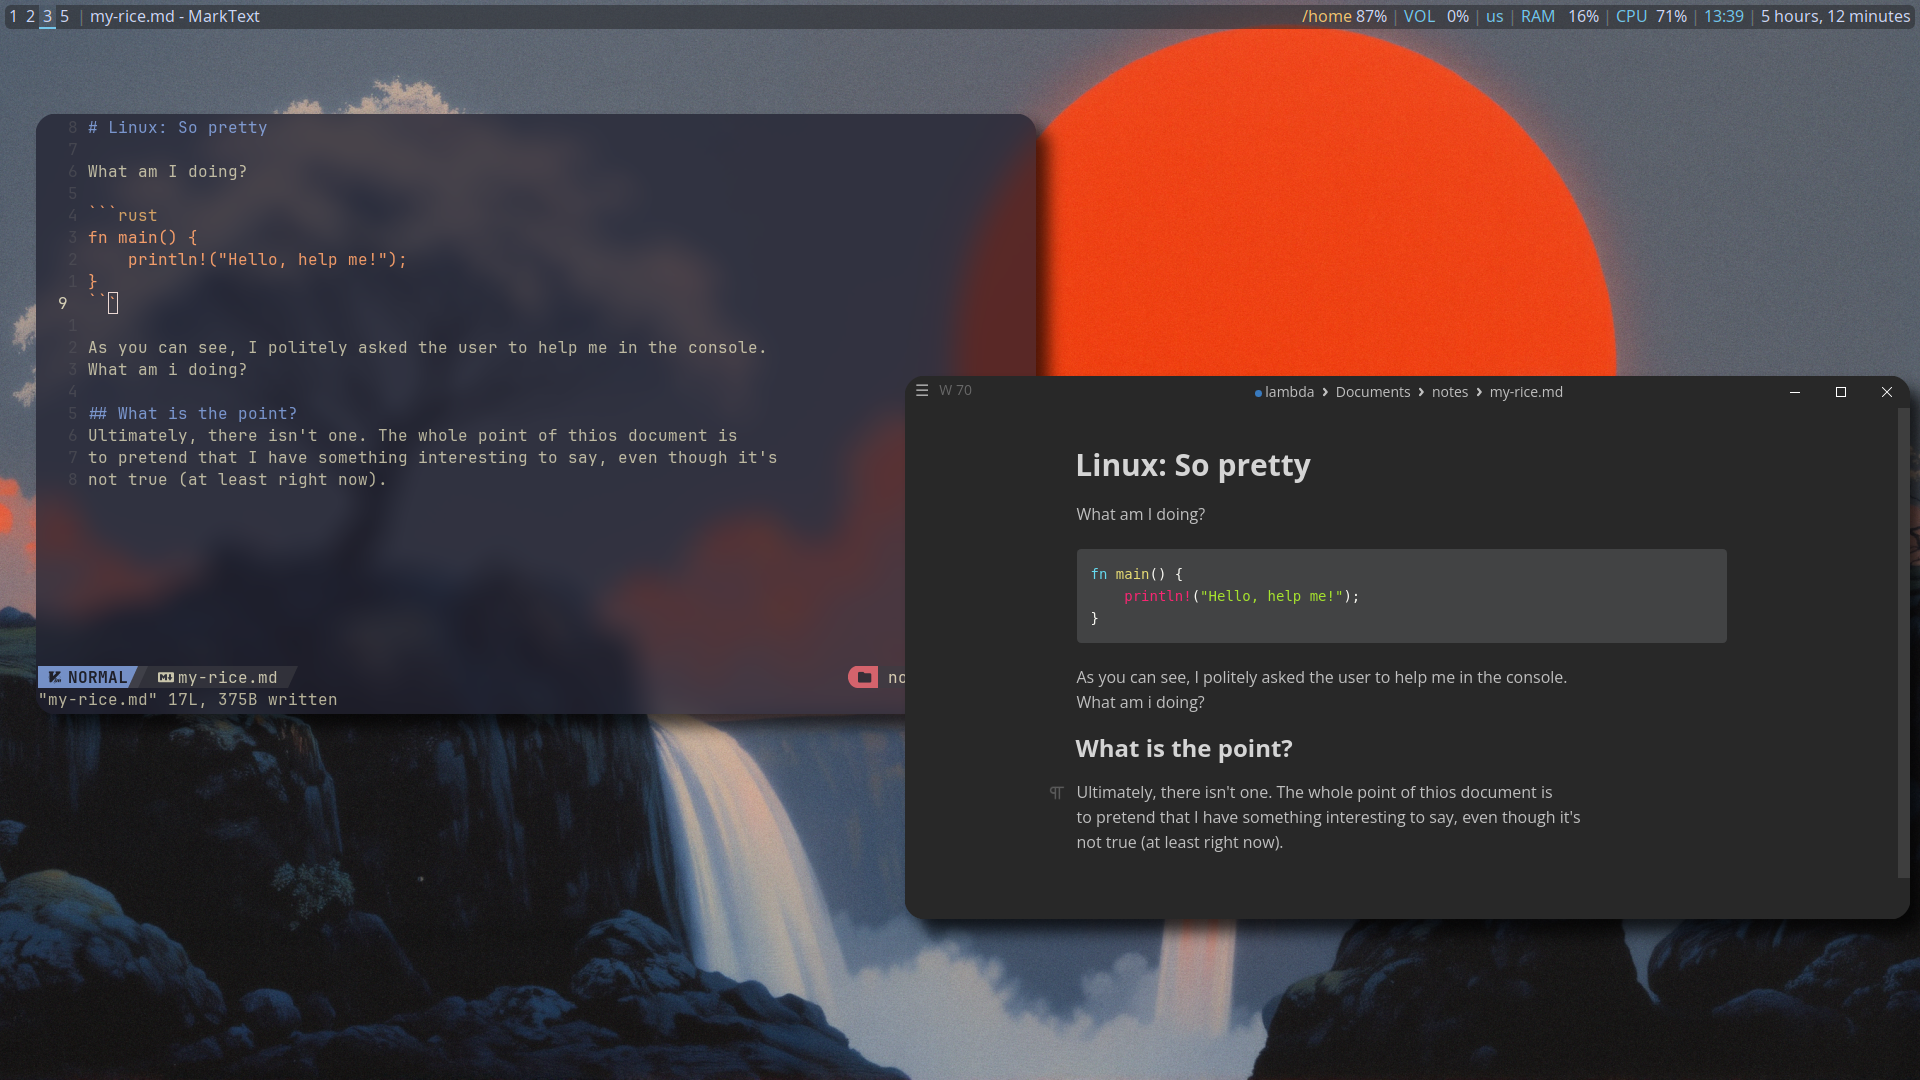 1 2 3 5 | my-rice.md - MarkText
/home 87% | VOL 0% | us | RAM 16% | CPU 71% | 13:39 | 5 hours, 12 minutes
8 # Linux: So pretty
7
6 What am I doing?
5
4 ```rust
3 fn main() {
2     println!("Hello, help me!");
1 }
9 ```
1
2 As you can see, I politely asked the user to help me in the console.
3 What am i doing?
4
5 ## What is the point?
6 Ultimately, there isn't one. The whole point of thios document is
7 to pretend that I have something interesting to say, even though it's
8 not true (at least right now).
NORMAL my-rice.md no
"my-rice.md" 17L, 375B written
W 70 lambda › Documents › notes › my-rice.md
Linux: So pretty
What am I doing?
fn main() {
    println!("Hello, help me!");
}
As you can see, I politely asked the user to help me in the console.
What am i doing?
What is the point?
Ultimately, there isn't one. The whole point of thios document is
to pretend that I have something interesting to say, even though it's
not true (at least right now).